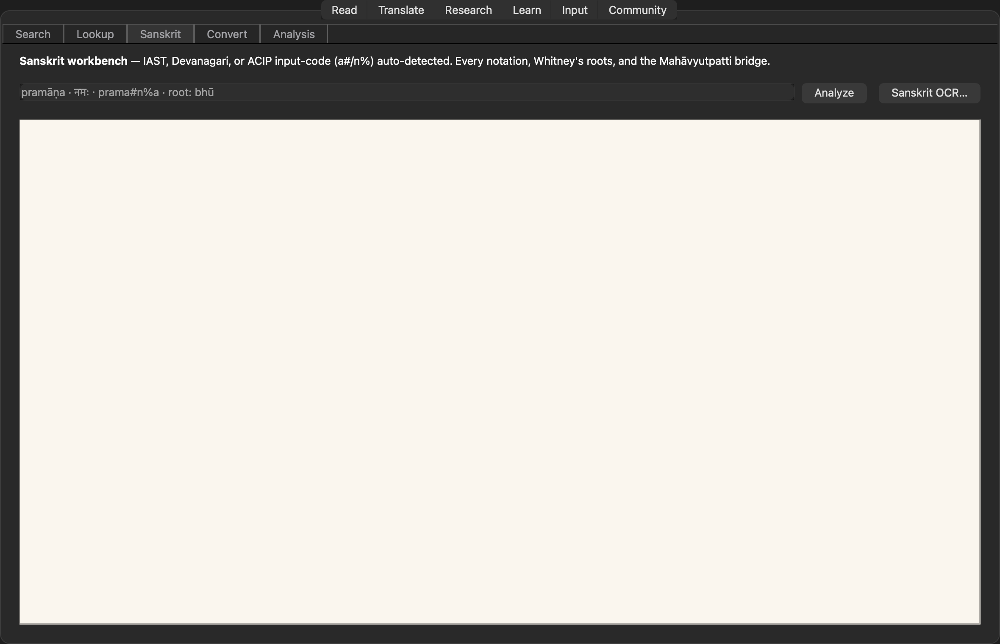 Read Translate Research Learn Input Community
Search Lookup Sanskrit Convert Analysis
Sanskrit workbench — IAST, Devanagari, or ACIP input-code (a#/n%) auto-detected. Every notation, Whitney's roots, and the Mahāvyutpatti bridge.
pramāṇa · नमः · prama#n%a · root: bhū Analyze Sanskrit OCR...